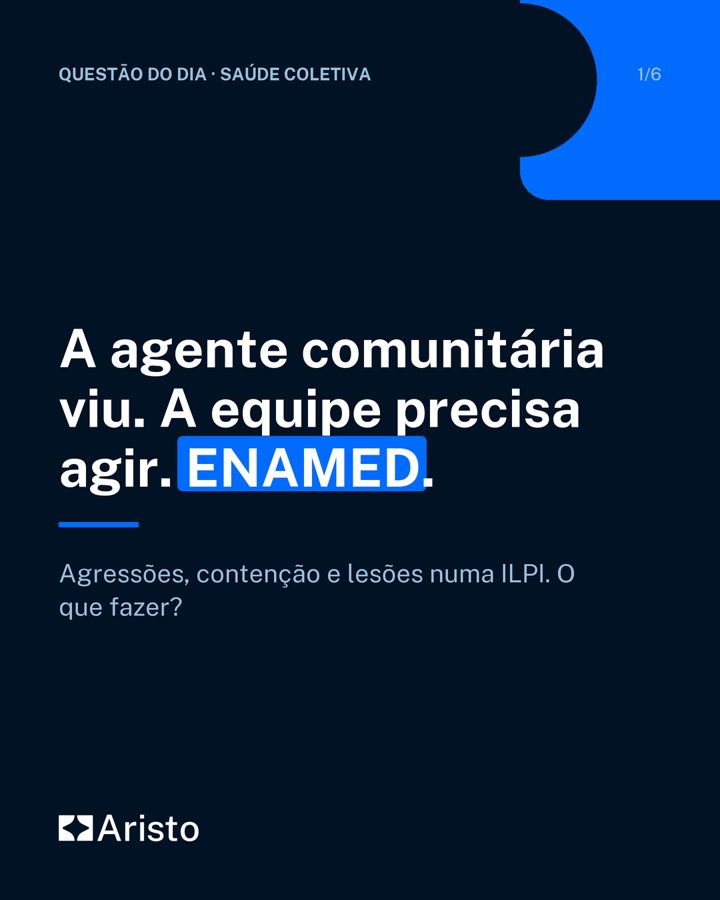 QUESTÃO DO DIA · SAÚDE COLETIVA
1/6
A agente comunitária
viu. A equipe precisa
agir. ENAMED.
Agressões, contenção e lesões numa ILPI. O
que fazer?
Aristo